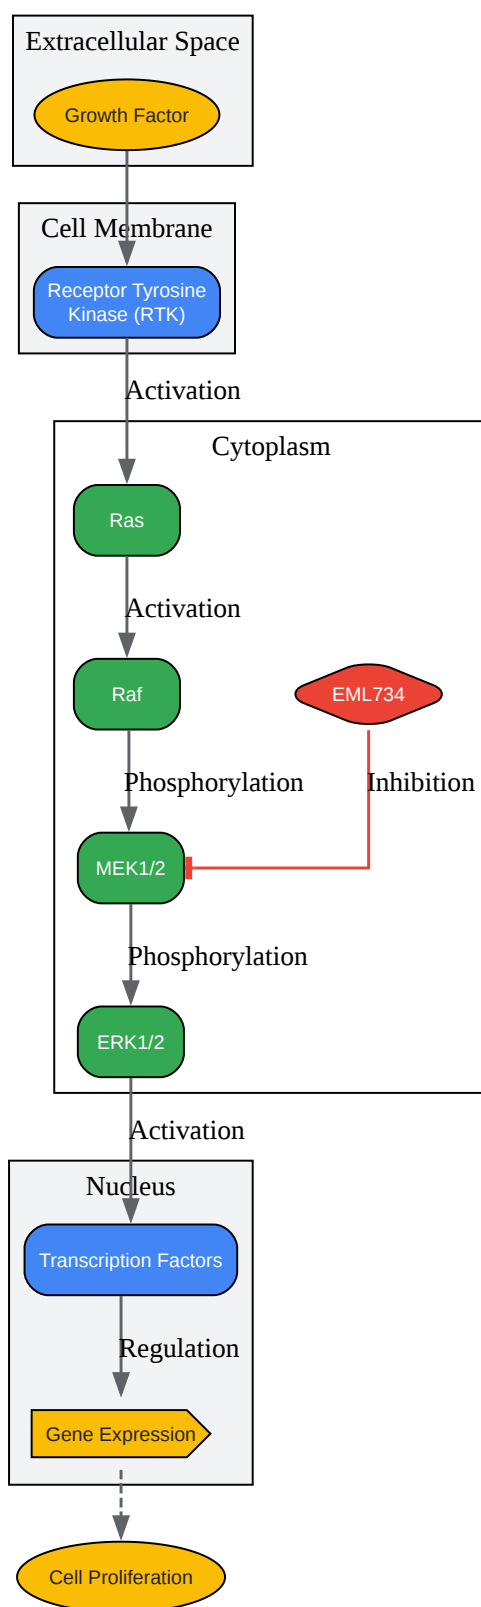 Extracellular Space
Growth Factor
Cell Membrane
Receptor Tyrosine
Kinase (RTK)
Activation
Cytoplasm
Ras
Activation
Raf
EML734
Phosphorylation
Inhibition
MEK1/2
Phosphorylation
ERK1/2
Activation
Nucleus
Transcription Factors
Regulation
Gene Expression
Cell Proliferation